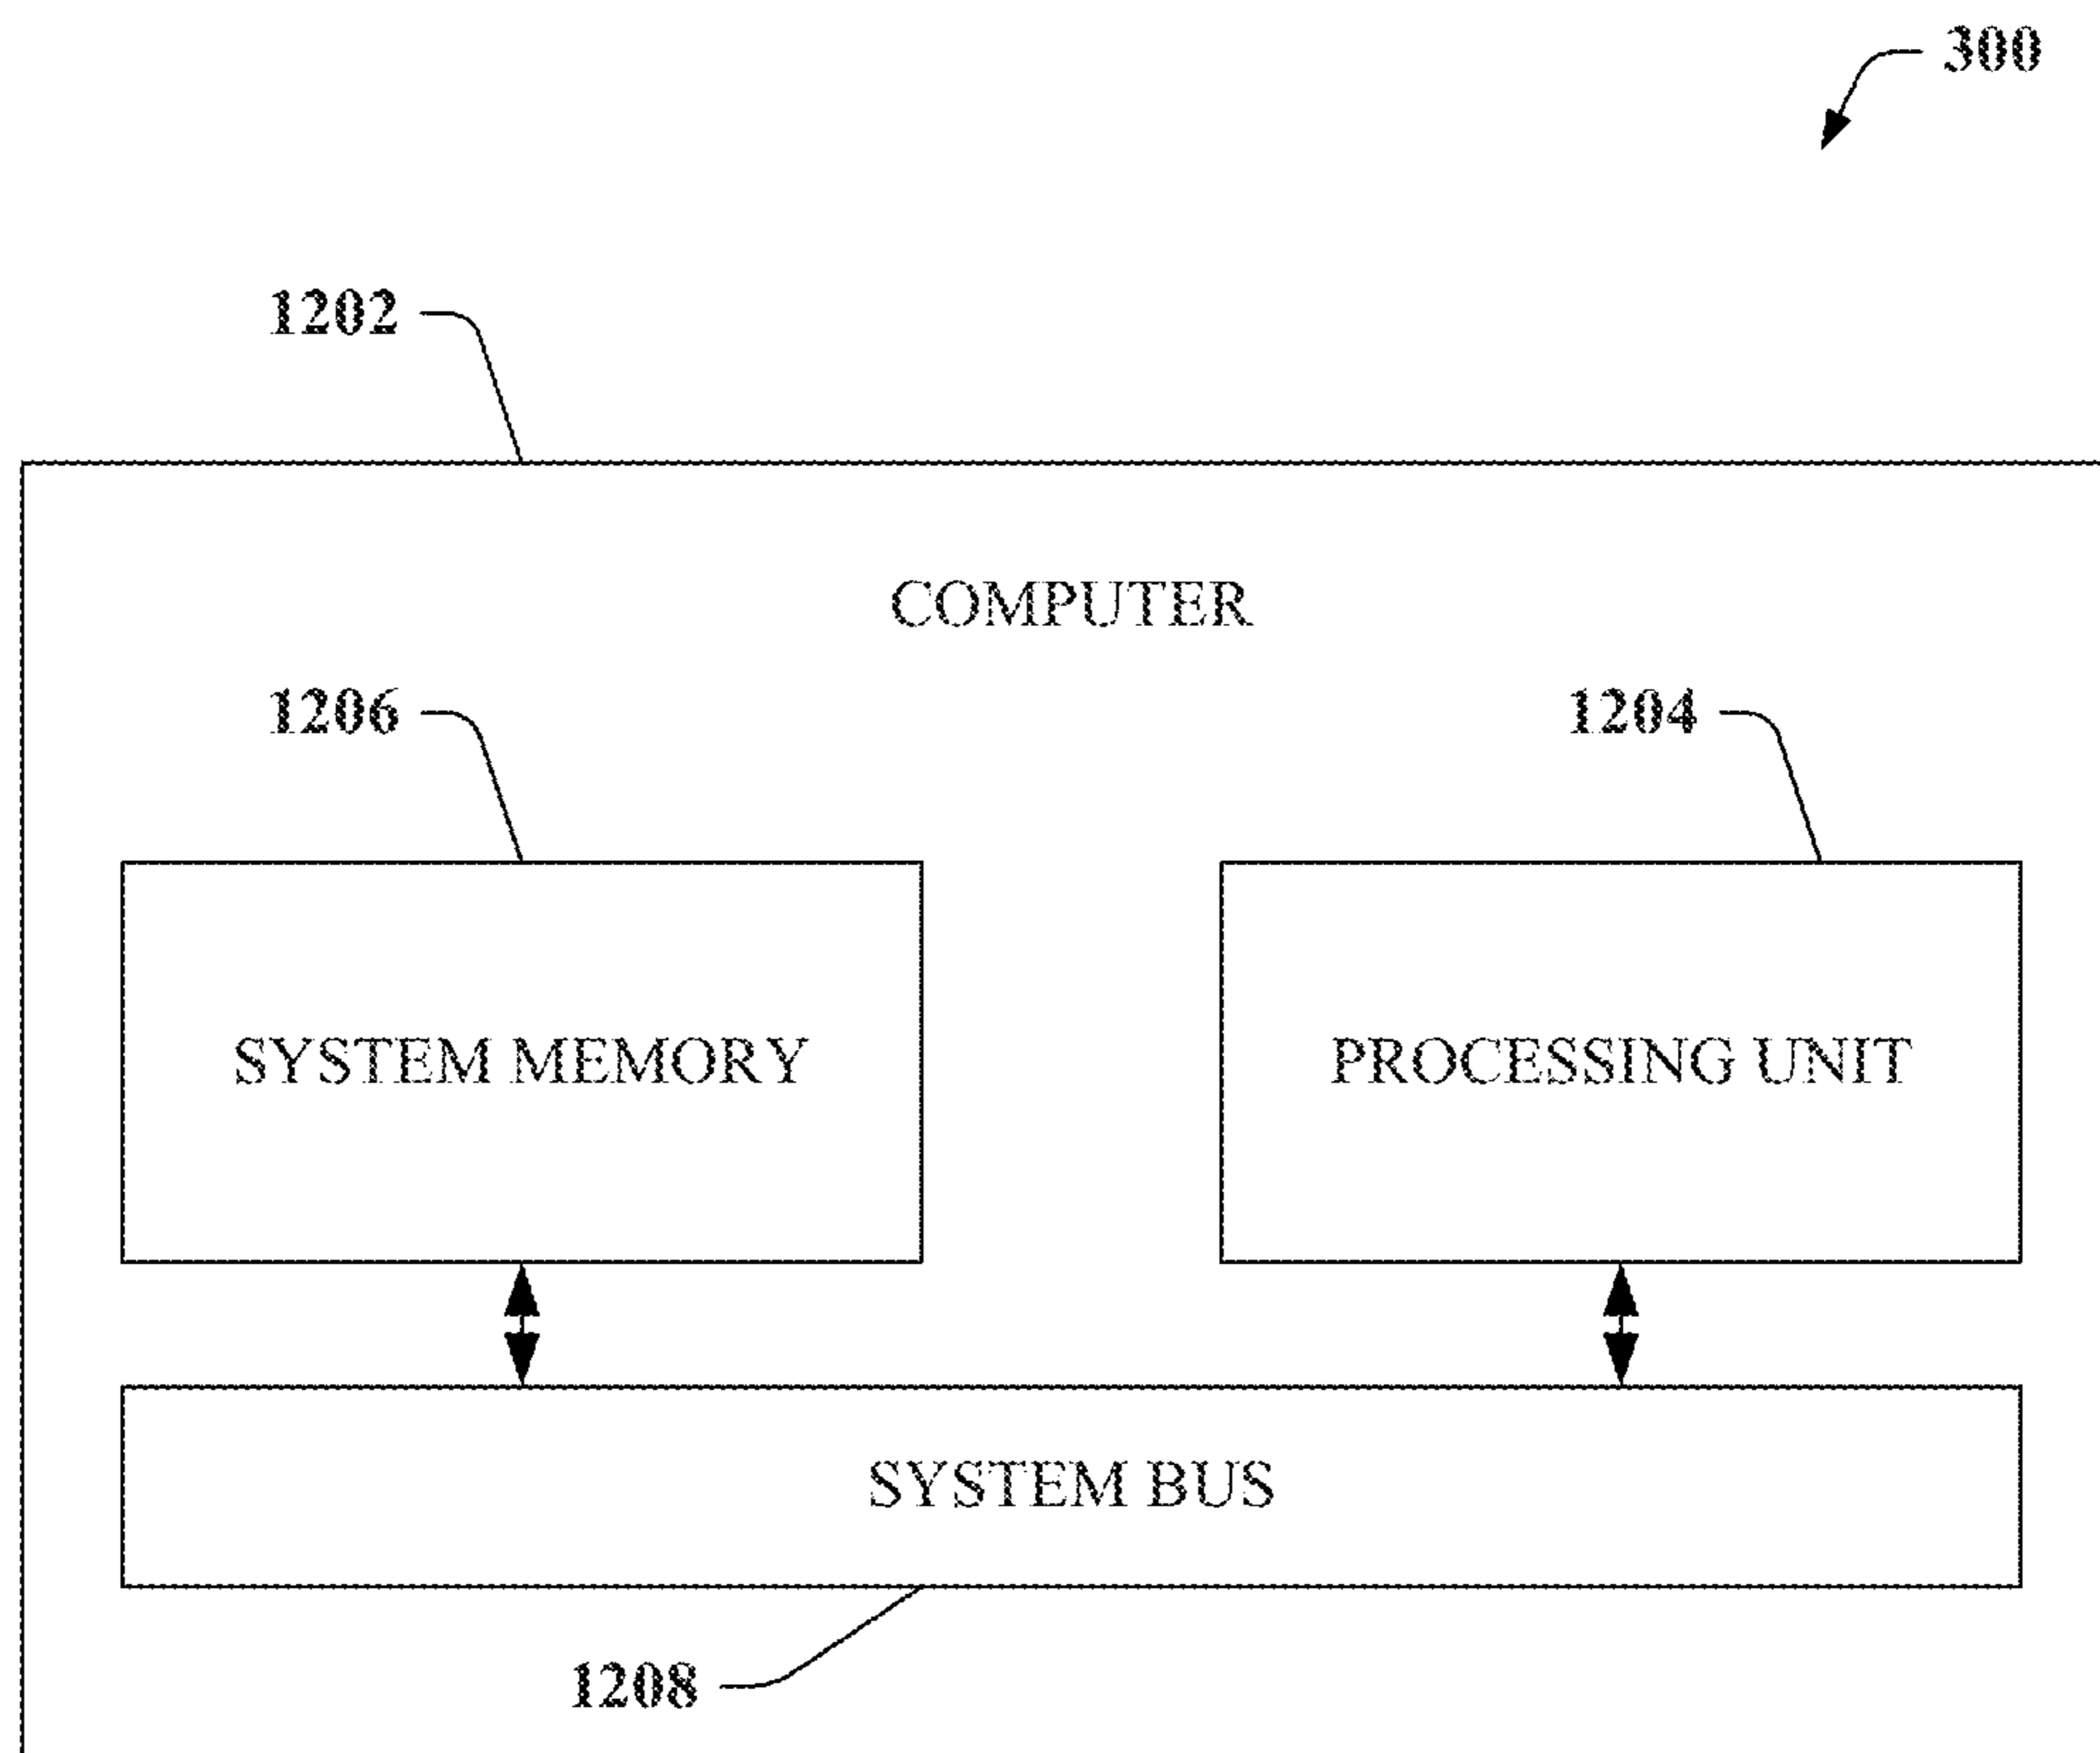 300
1202
COMPUTER
1206
1204
SYSTEM MEMORY
PROCESSING UNIT
SYSTEM BUS
1208